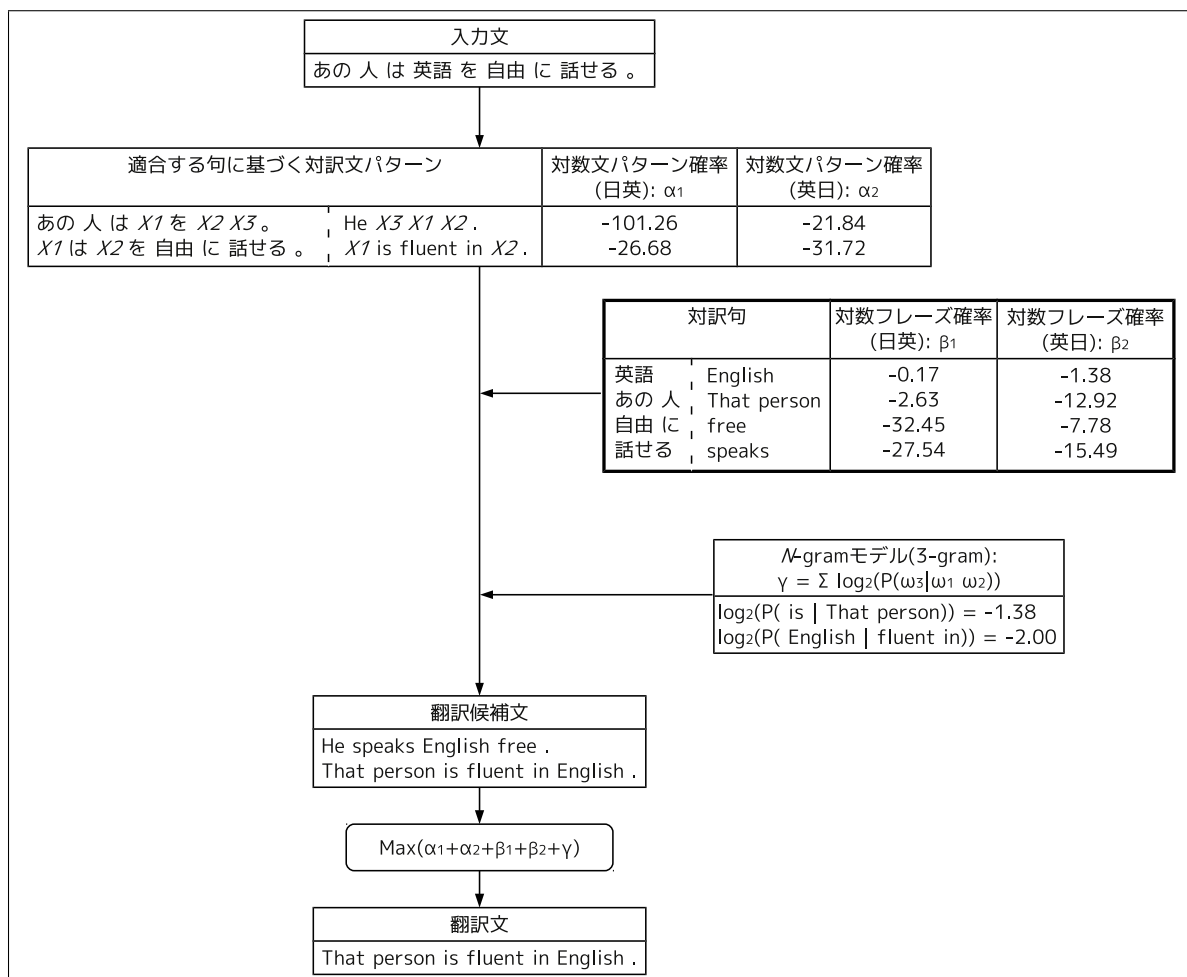 入力文
あの 人 は 英語 を 自由 に 話せる 。
適合する句に基づく対訳文パターン
対数文パターン確率
(日英): α1
対数文パターン確率
(英日): α2
あの 人 は X1 を X2 X3 。 He X3 X1 X2 . -101.26 -21.84
X1 は X2 を 自由 に 話せる 。 X1 is fluent in X2 . -26.68 -31.72
対訳句
対数フレーズ確率
(日英): β1
対数フレーズ確率
(英日): β2
英語 English -0.17 -1.38
あの 人 That person -2.63 -12.92
自由 に free -32.45 -7.78
話せる speaks -27.54 -15.49
N-gramモデル(3-gram):
γ = Σ log2(P(ω3|ω1 ω2))
log2(P( is | That person)) = -1.38
log2(P( English | fluent in)) = -2.00
翻訳候補文
He speaks English free .
That person is fluent in English .
Max(α1+α2+β1+β2+γ)
翻訳文
That person is fluent in English .